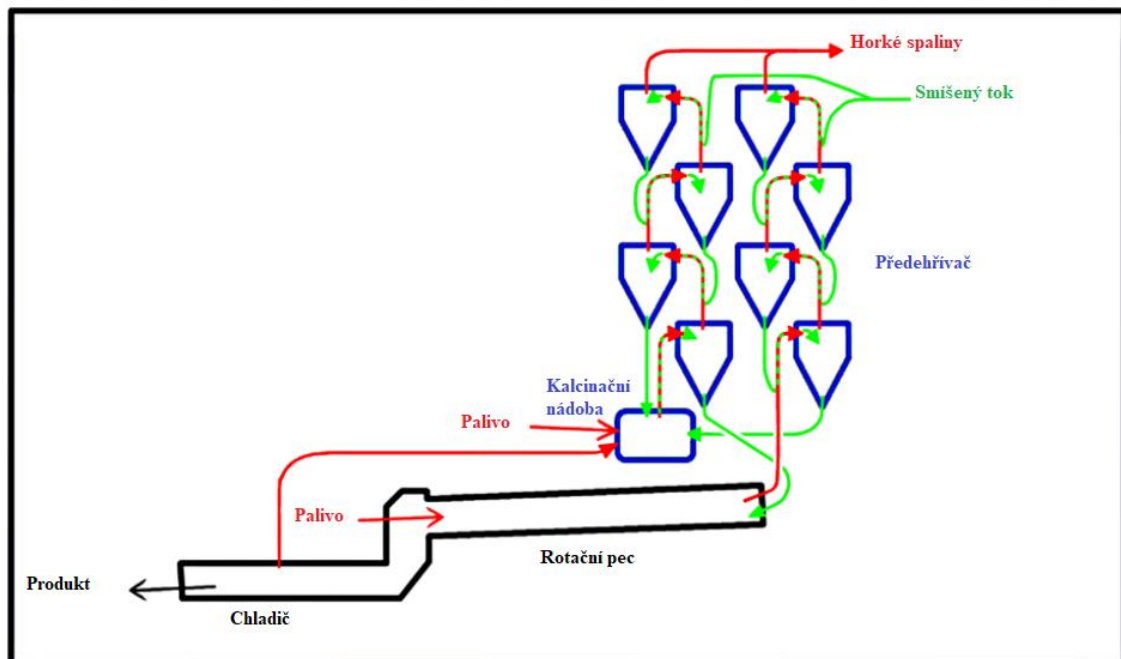 Horké spaliny
Smíšený tok
Předehřívač
Kalcinační
nádoba
Palivo
Palivo
Rotační pec
Produkt
Chladič